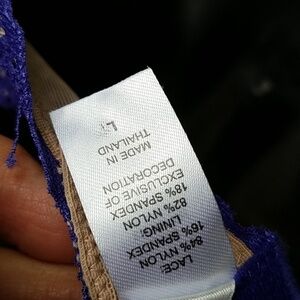 LACE:
84% NYLON
16% SPANDEX
LINING:
82% NYLON
18% SPANDEX
EXCLUSIVE OF
DECORATION
MADE IN
THAILAND
L